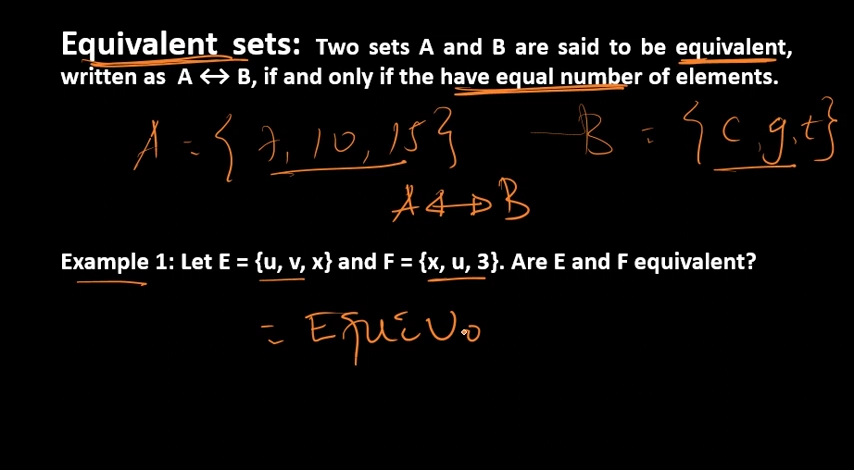 Equivalent sets: Two sets A and B are said to be equivalent,
written as A ↔ B, if and only if the have equal number of elements.
A = { 7, 10, 15 } B = { c, g, t }
A ↔ B
Example 1: Let E = {u, v, x} and F = {x, u, 3}. Are E and F equivalent?
= Equiv